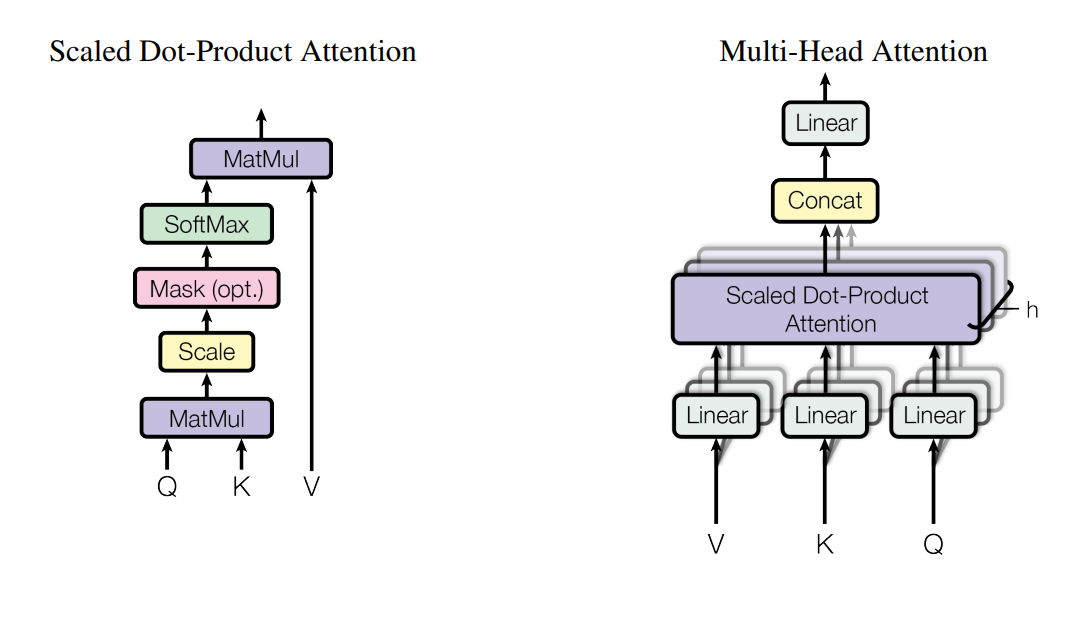 Scaled Dot-Product Attention
MatMul
SoftMax
Mask (opt.)
Scale
MatMul
Q K V
Multi-Head Attention
Linear
Concat
Scaled Dot-Product
Attention
h
Linear Linear Linear
V K Q